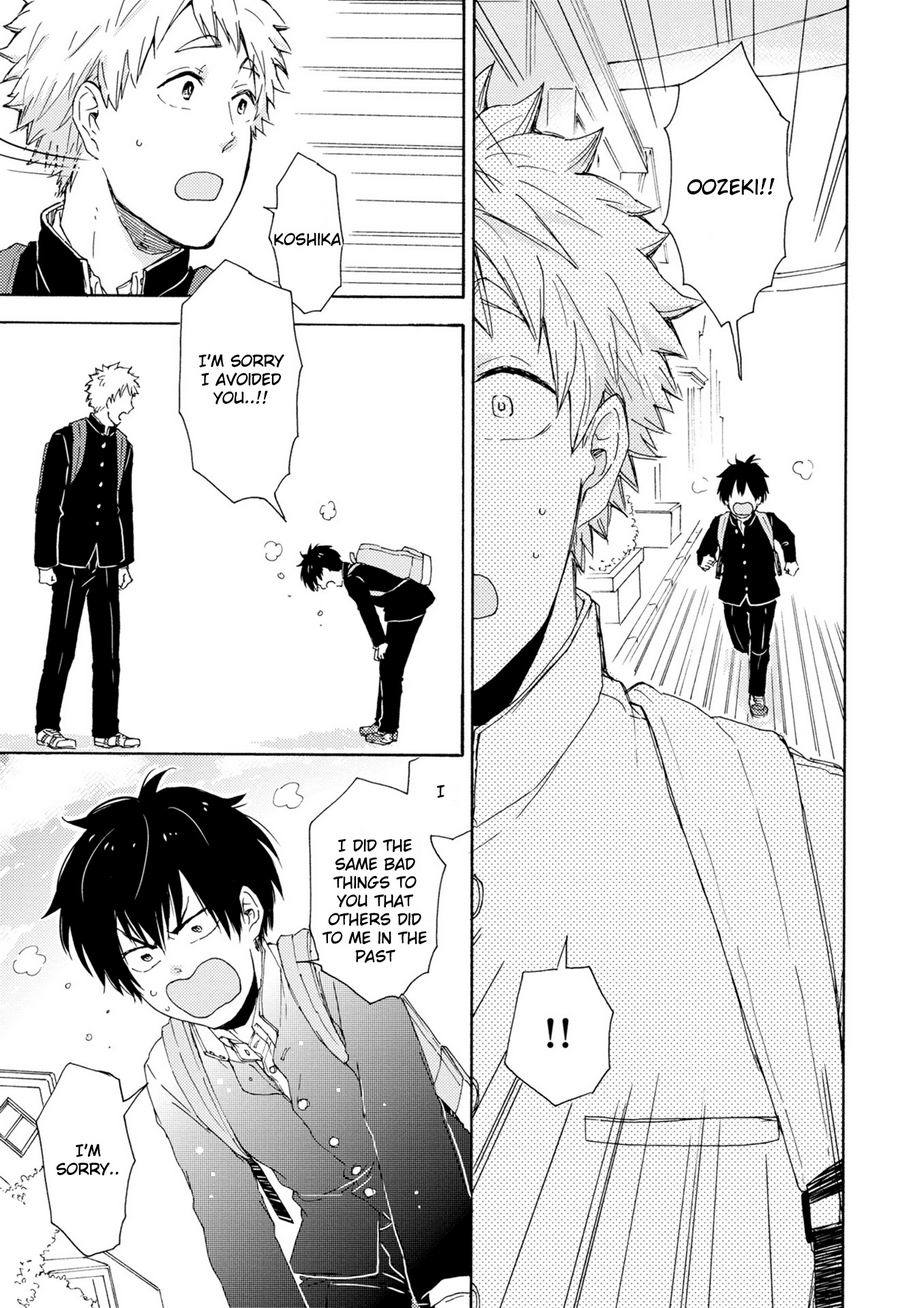 OOZEKI!!
!!
KOSHIKA
I'M SORRY
I AVOIDED
YOU..!!
I
I DID THE
SAME BAD
THINGS TO
YOU THAT
OTHERS DID
TO ME IN THE
PAST
I'M
SORRY..